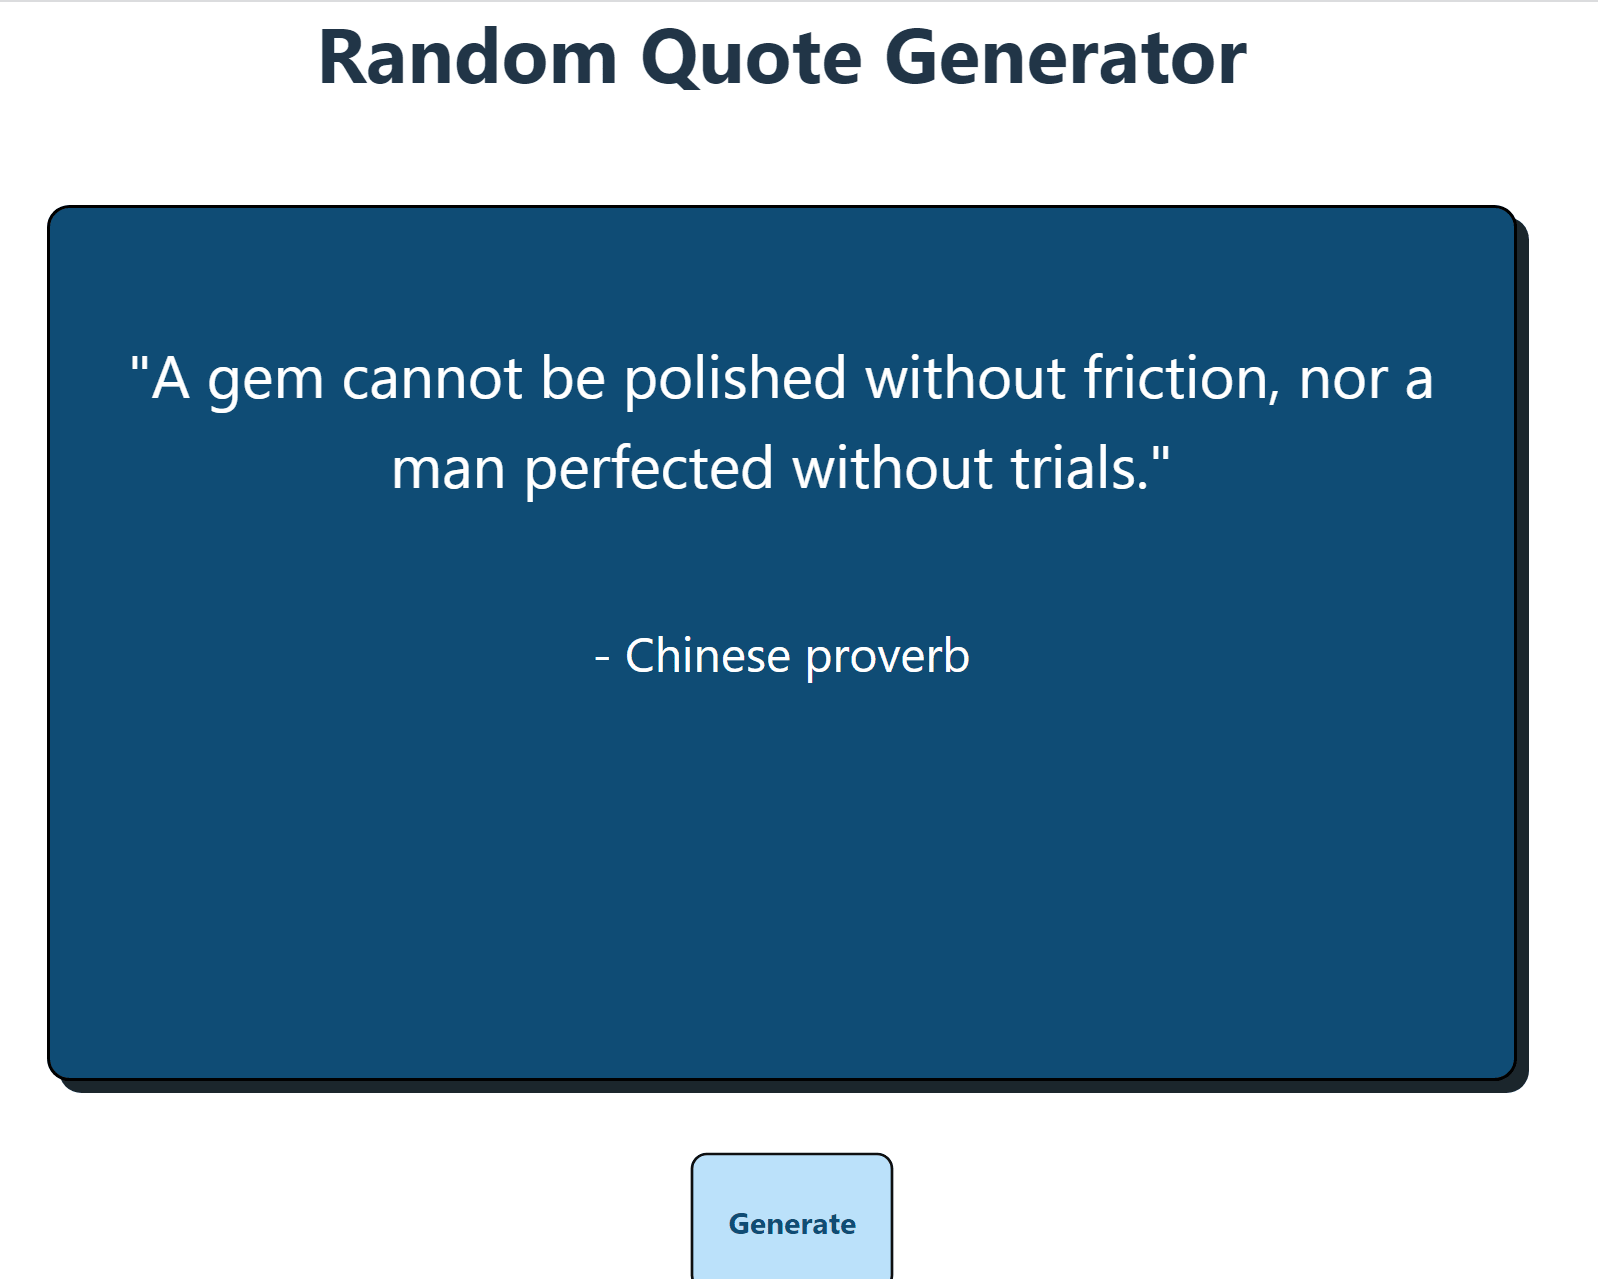 Random Quote Generator
"A gem cannot be polished without friction, nor a
man perfected without trials."
- Chinese proverb
Generate